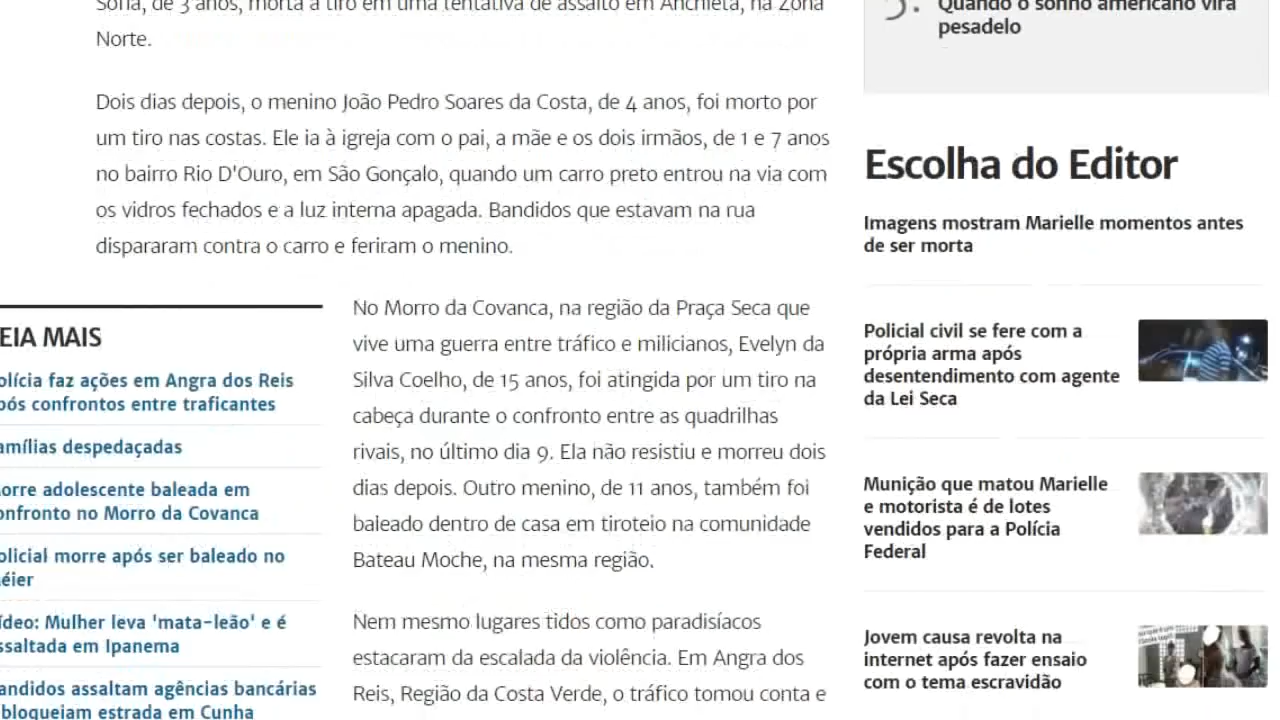 Sofia, de 3 anos, morta a tiro em uma tentativa de assalto em Anchieta, na Zona
Norte.
Dois dias depois, o menino João Pedro Soares da Costa, de 4 anos, foi morto por
um tiro nas costas. Ele ia à igreja com o pai, a mãe e os dois irmãos, de 1 e 7 anos
no bairro Rio D'Ouro, em São Gonçalo, quando um carro preto entrou na via com
os vidros fechados e a luz interna apagada. Bandidos que estavam na rua
dispararam contra o carro e feriram o menino.
EIA MAIS
olícia faz ações em Angra dos Reis
pós confrontos entre traficantes
amílias despedaçadas
orre adolescente baleada em
onfronto no Morro da Covanca
olicial morre após ser baleado no
éier
ídeo: Mulher leva 'mata-leão' e é
ssaltada em Ipanema
andidos assaltam agências bancárias
bloqueiam estrada em Cunha
No Morro da Covanca, na região da Praça Seca que
vive uma guerra entre tráfico e milicianos, Evelyn da
Silva Coelho, de 15 anos, foi atingida por um tiro na
cabeça durante o confronto entre as quadrilhas
rivais, no último dia 9. Ela não resistiu e morreu dois
dias depois. Outro menino, de 11 anos, também foi
baleado dentro de casa em tiroteio na comunidade
Bateau Moche, na mesma região.
Nem mesmo lugares tidos como paradisíacos
estacaram da escalada da violência. Em Angra dos
Reis, Região da Costa Verde, o tráfico tomou conta e
5. Quando o sonho americano vira
pesadelo
Escolha do Editor
Imagens mostram Marielle momentos antes
de ser morta
Policial civil se fere com a
própria arma após
desentendimento com agente
da Lei Seca
Munição que matou Marielle
e motorista é de lotes
vendidos para a Polícia
Federal
Jovem causa revolta na
internet após fazer ensaio
com o tema escravidão